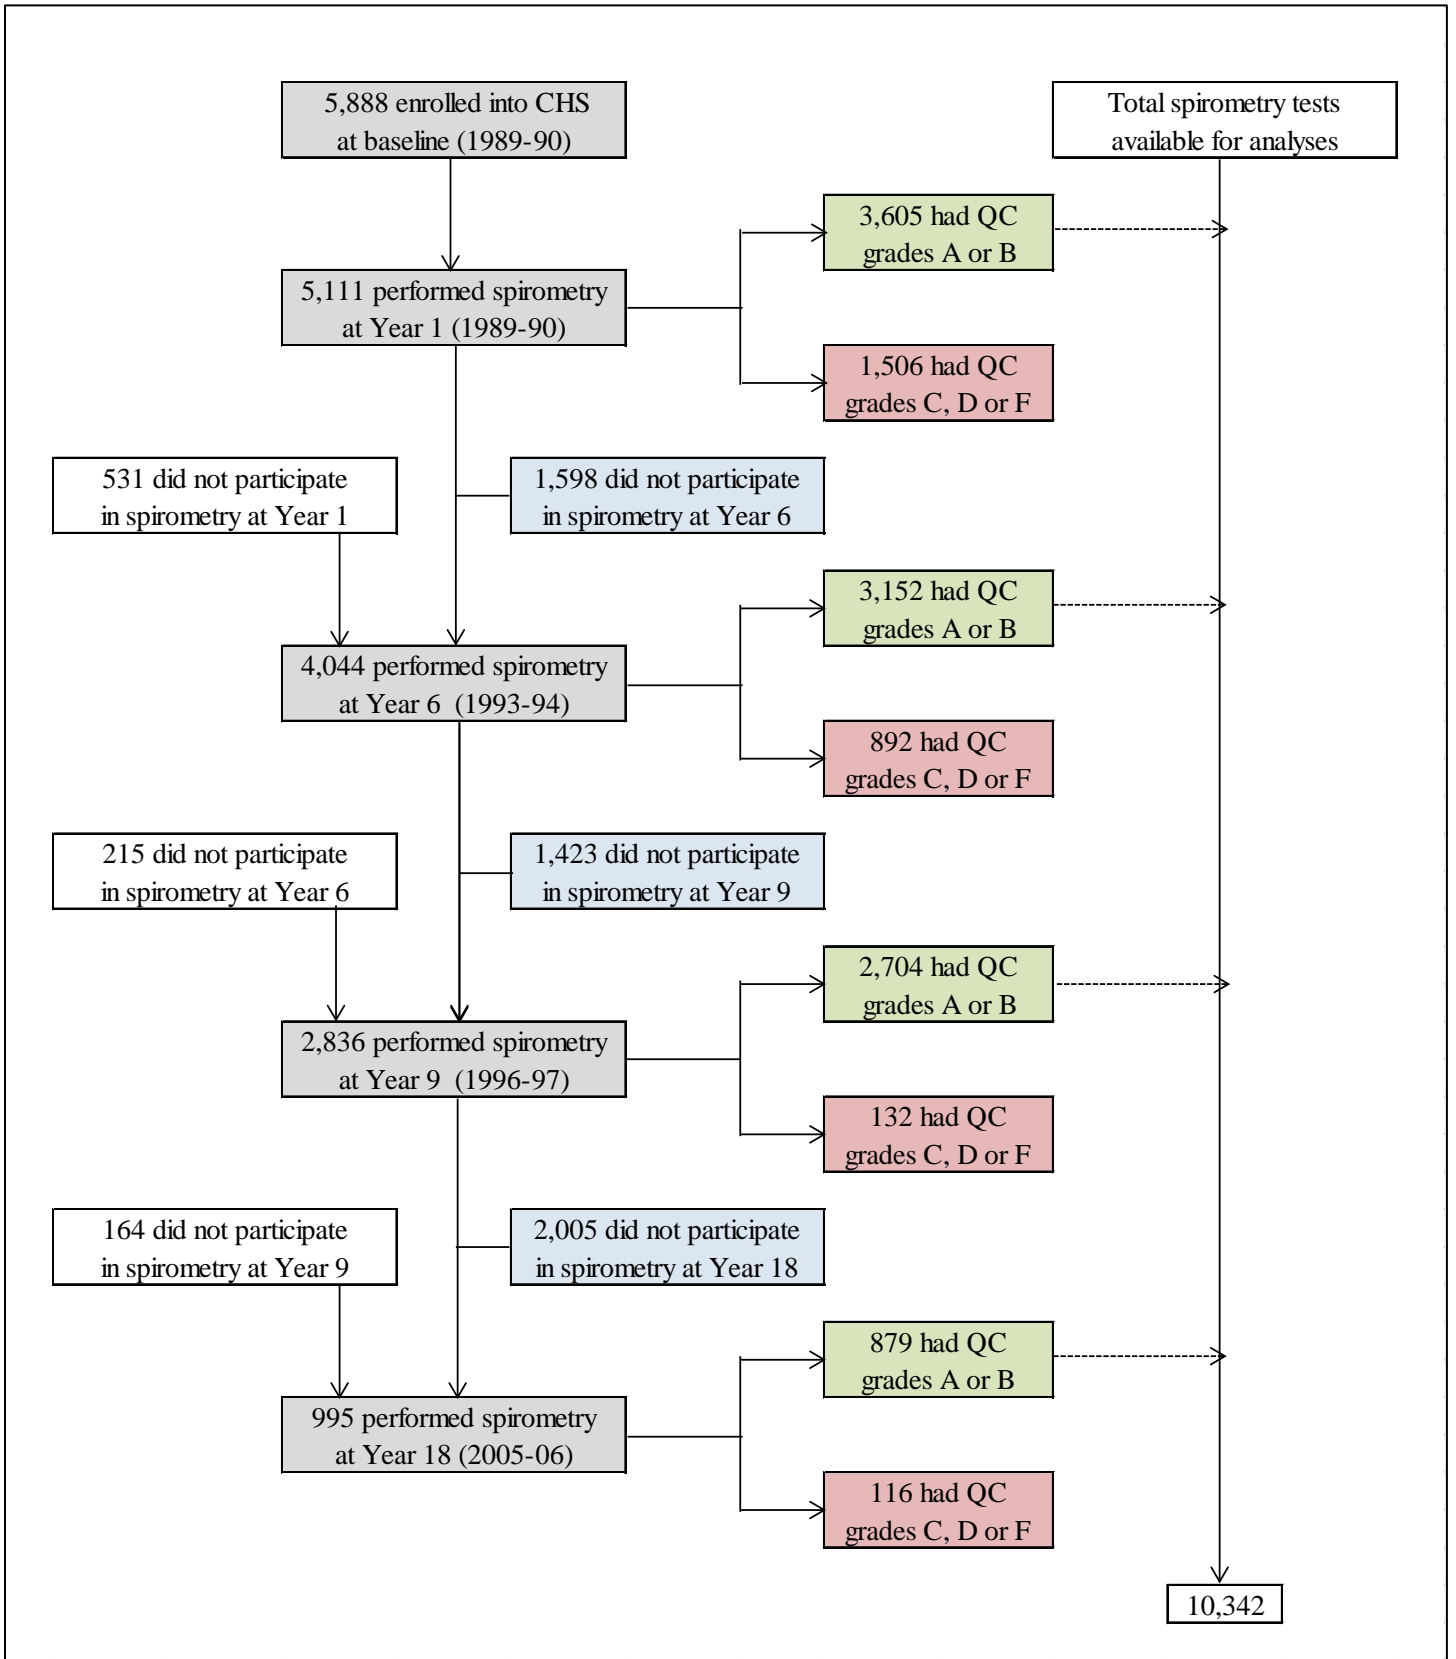 5,888 enrolled into CHS
at baseline (1989-90)
Total spirometry tests
available for analyses
3,605 had QC
grades A or B
5,111 performed spirometry
at Year 1 (1989-90)
1,506 had QC
grades C, D or F
531 did not participate
in spirometry at Year 1
1,598 did not participate
in spirometry at Year 6
3,152 had QC
grades A or B
4,044 performed spirometry
at Year 6  (1993-94)
892 had QC
grades C, D or F
215 did not participate
in spirometry at Year 6
1,423 did not participate
in spirometry at Year 9
2,704 had QC
grades A or B
2,836 performed spirometry
at Year 9  (1996-97)
132 had QC
grades C, D or F
164 did not participate
in spirometry at Year 9
2,005 did not participate
in spirometry at Year 18
879 had QC
grades A or B
995 performed spirometry
at Year 18 (2005-06)
116 had QC
grades C, D or F
10,342